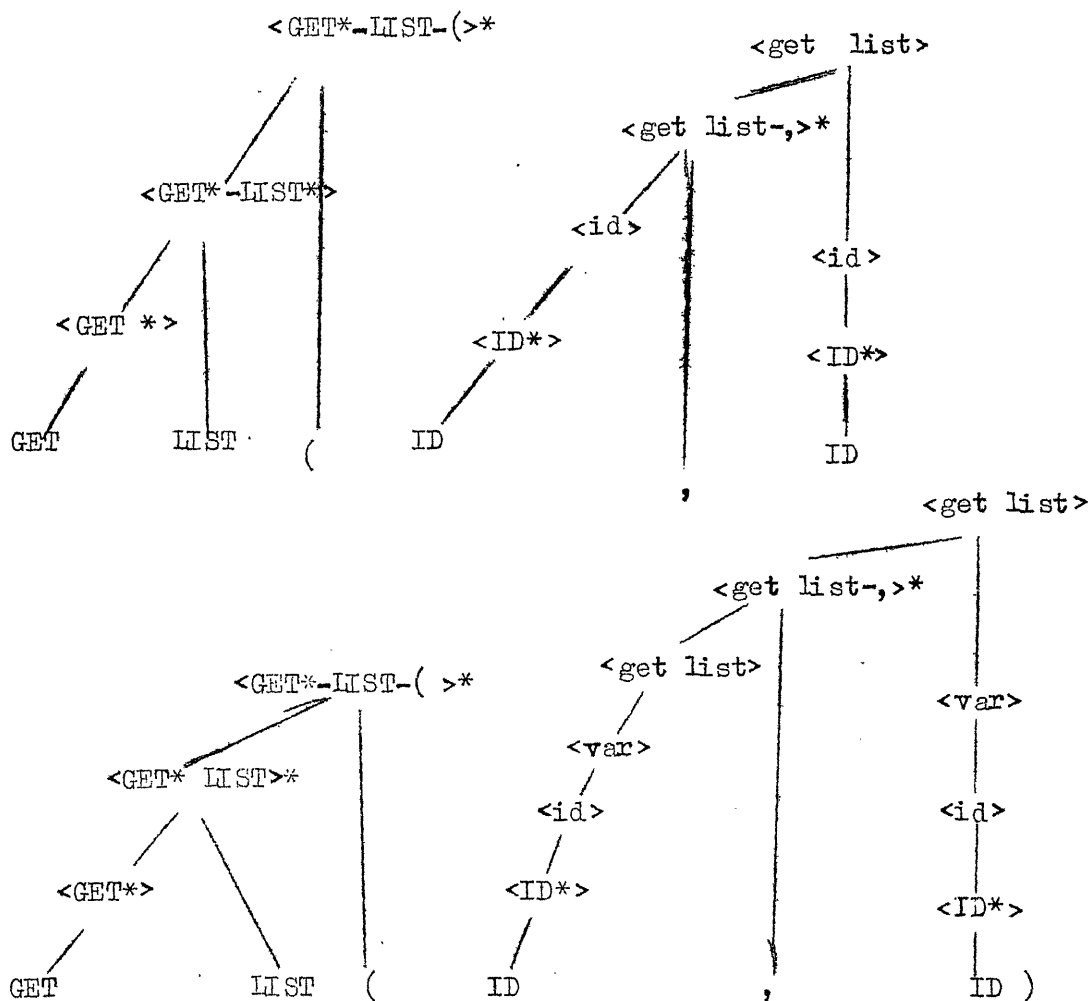 <GET*-LIST-(>*
<get list>
<get list-,>*
<GET*-LIST*>
<id>
<id>
<GET *>
<ID*>
<ID*>
GET LIST ( ID , ID
<get list>
<get list-,>*
<get list>
<GET*-LIST-( >*
<var>
<var>
<GET* LIST>*
<id>
<id>
<GET*>
<ID*>
<ID*>
GET LIST ( ID , ID )